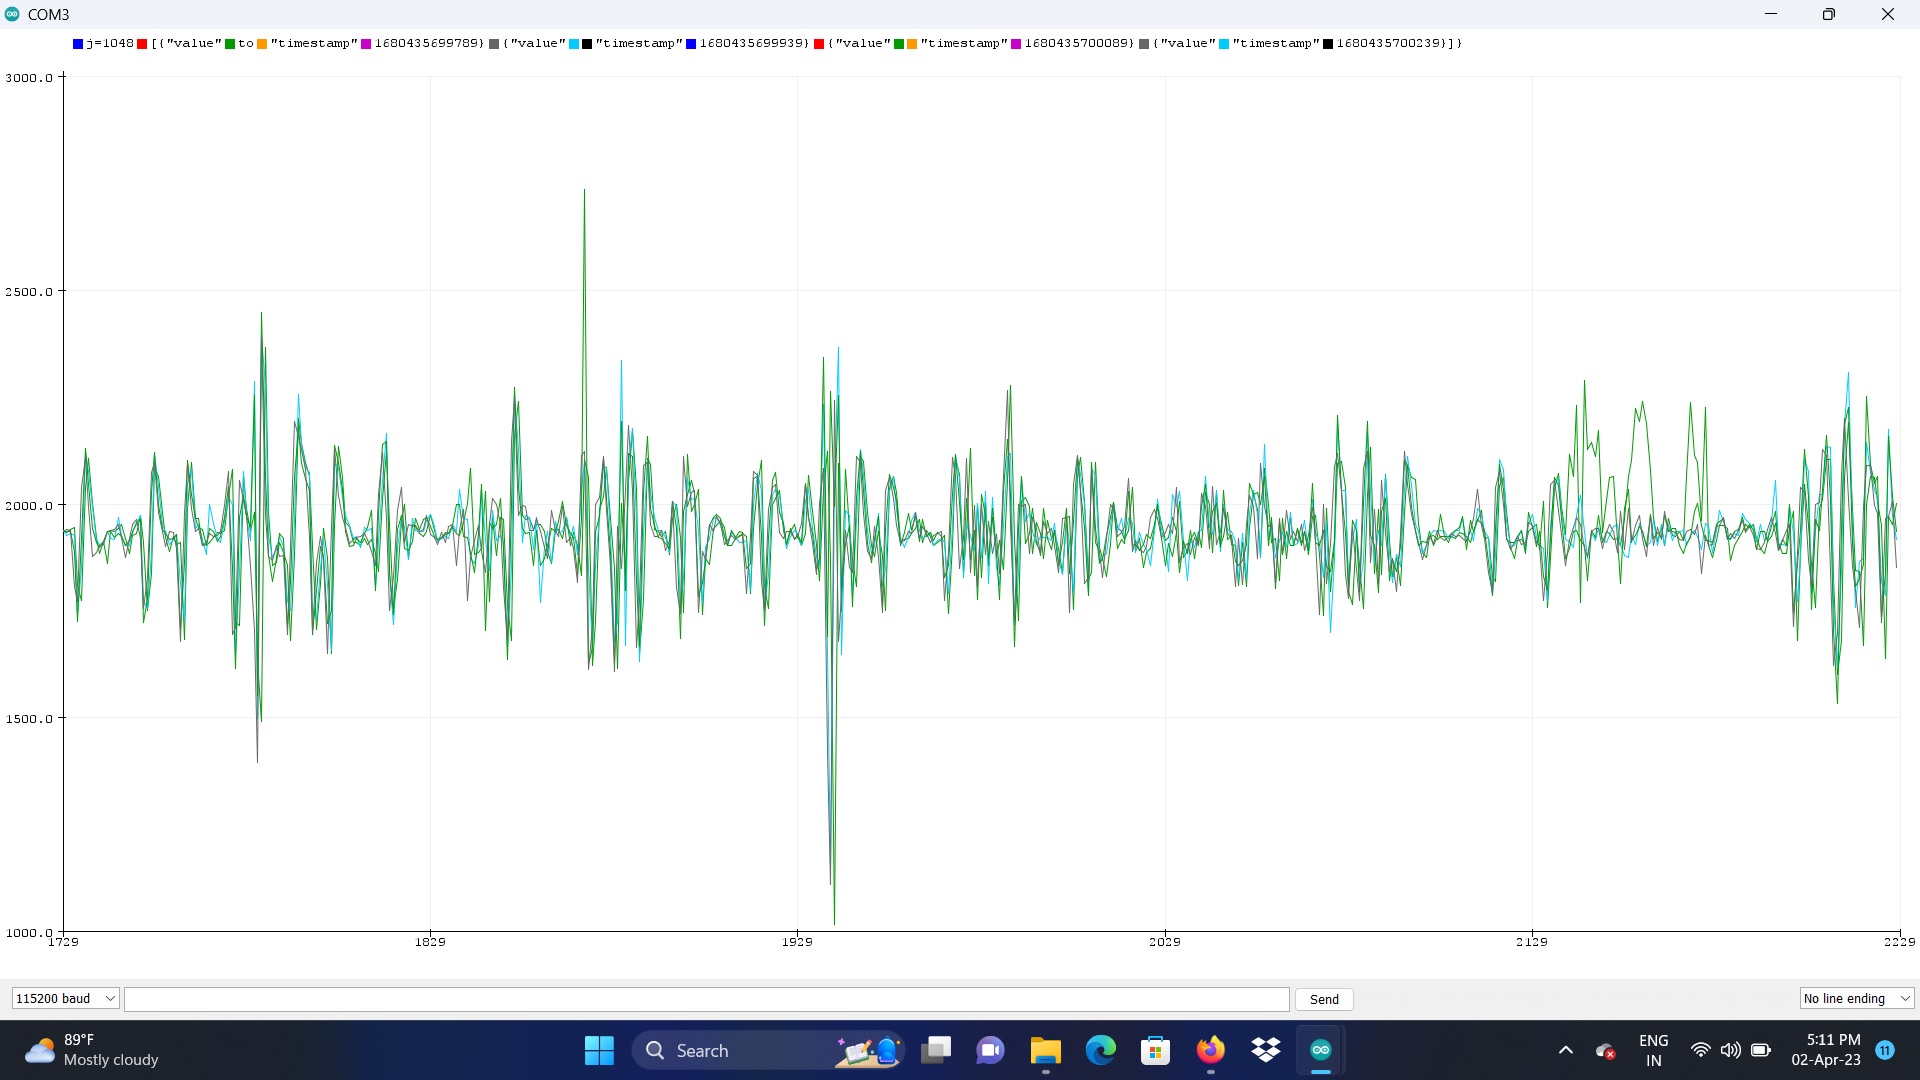 COM3
j=1048 [{"value" to "timestamp" 1680435699789} {"value" "timestamp" 1680435699939} {"value" "timestamp" 1680435700089} {"value" "timestamp" 1680435700239}]}
3000.0
2500.0
2000.0
1500.0
1000.0
1729 1829 1929 2029 2129 2229
115200 baud Send No line ending
89°F
Mostly cloudy
Search
ENG
IN
5:11 PM
02-Apr-23
11